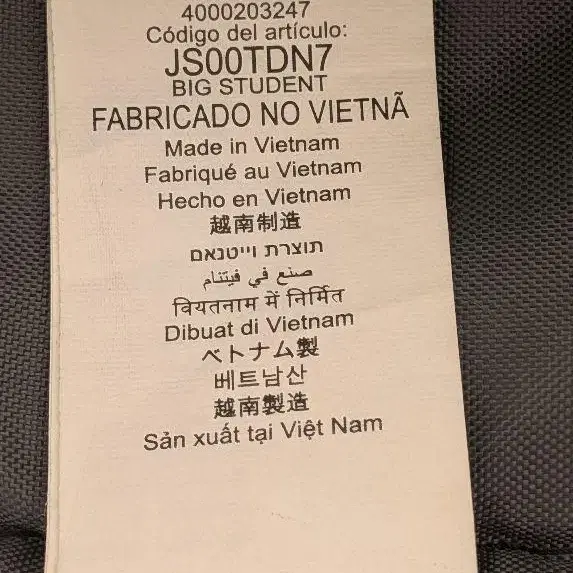 4000203247
Código del artículo:
JS00TDN7
BIG STUDENT
FABRICADO NO VIETNÃ
Made in Vietnam
Fabriqué au Vietnam
Hecho en Vietnam
越南制造
תוצרת וייטנאם
صنع في فيتنام
वियतनाम में निर्मित
Dibuat di Vietnam
ベトナム製
베트남산
越南製造
Sản xuất tại Việt Nam